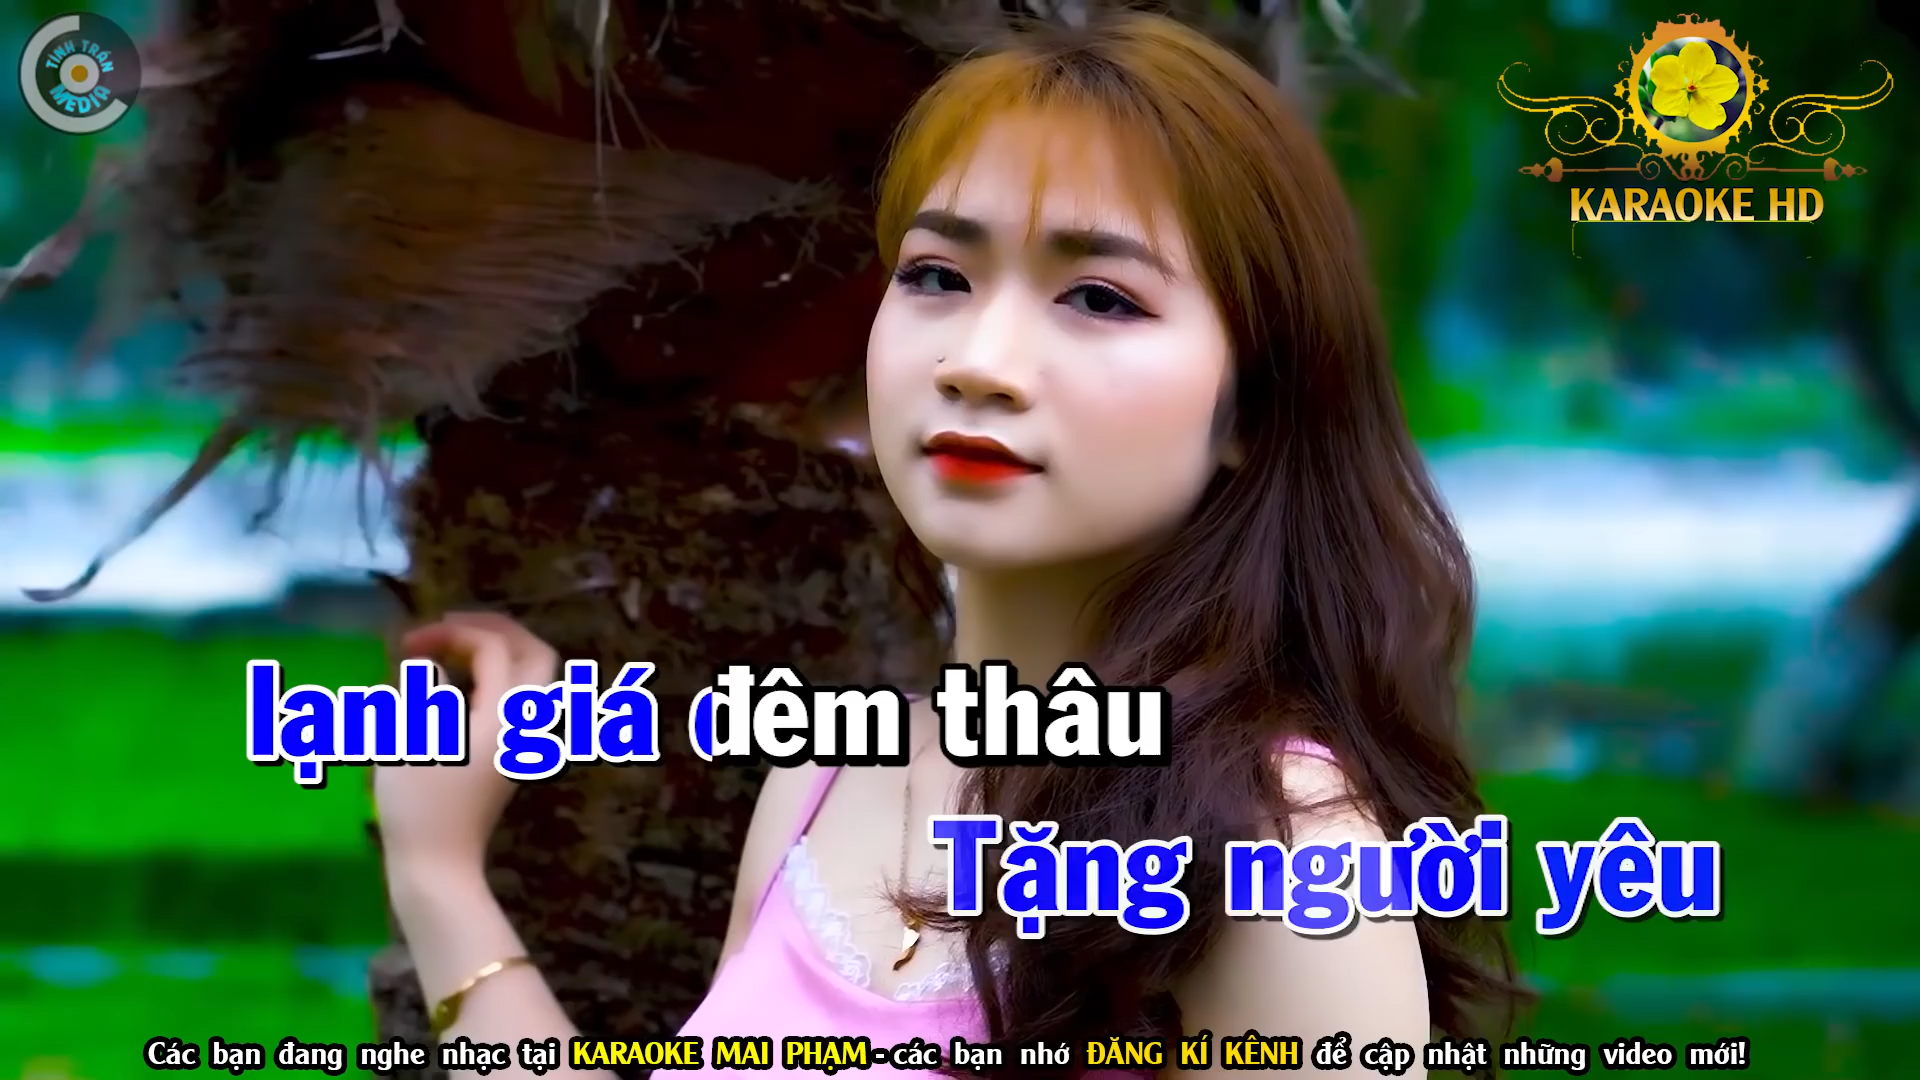 TÌNH TRẦN
MEDIA
KARAOKE HD
lạnh giá đêm thâu
Tặng người yêu
Các bạn đang nghe nhạc tại KARAOKE MAI PHẠM - các bạn nhớ ĐĂNG KÍ KÊNH để cập nhật những video mới!